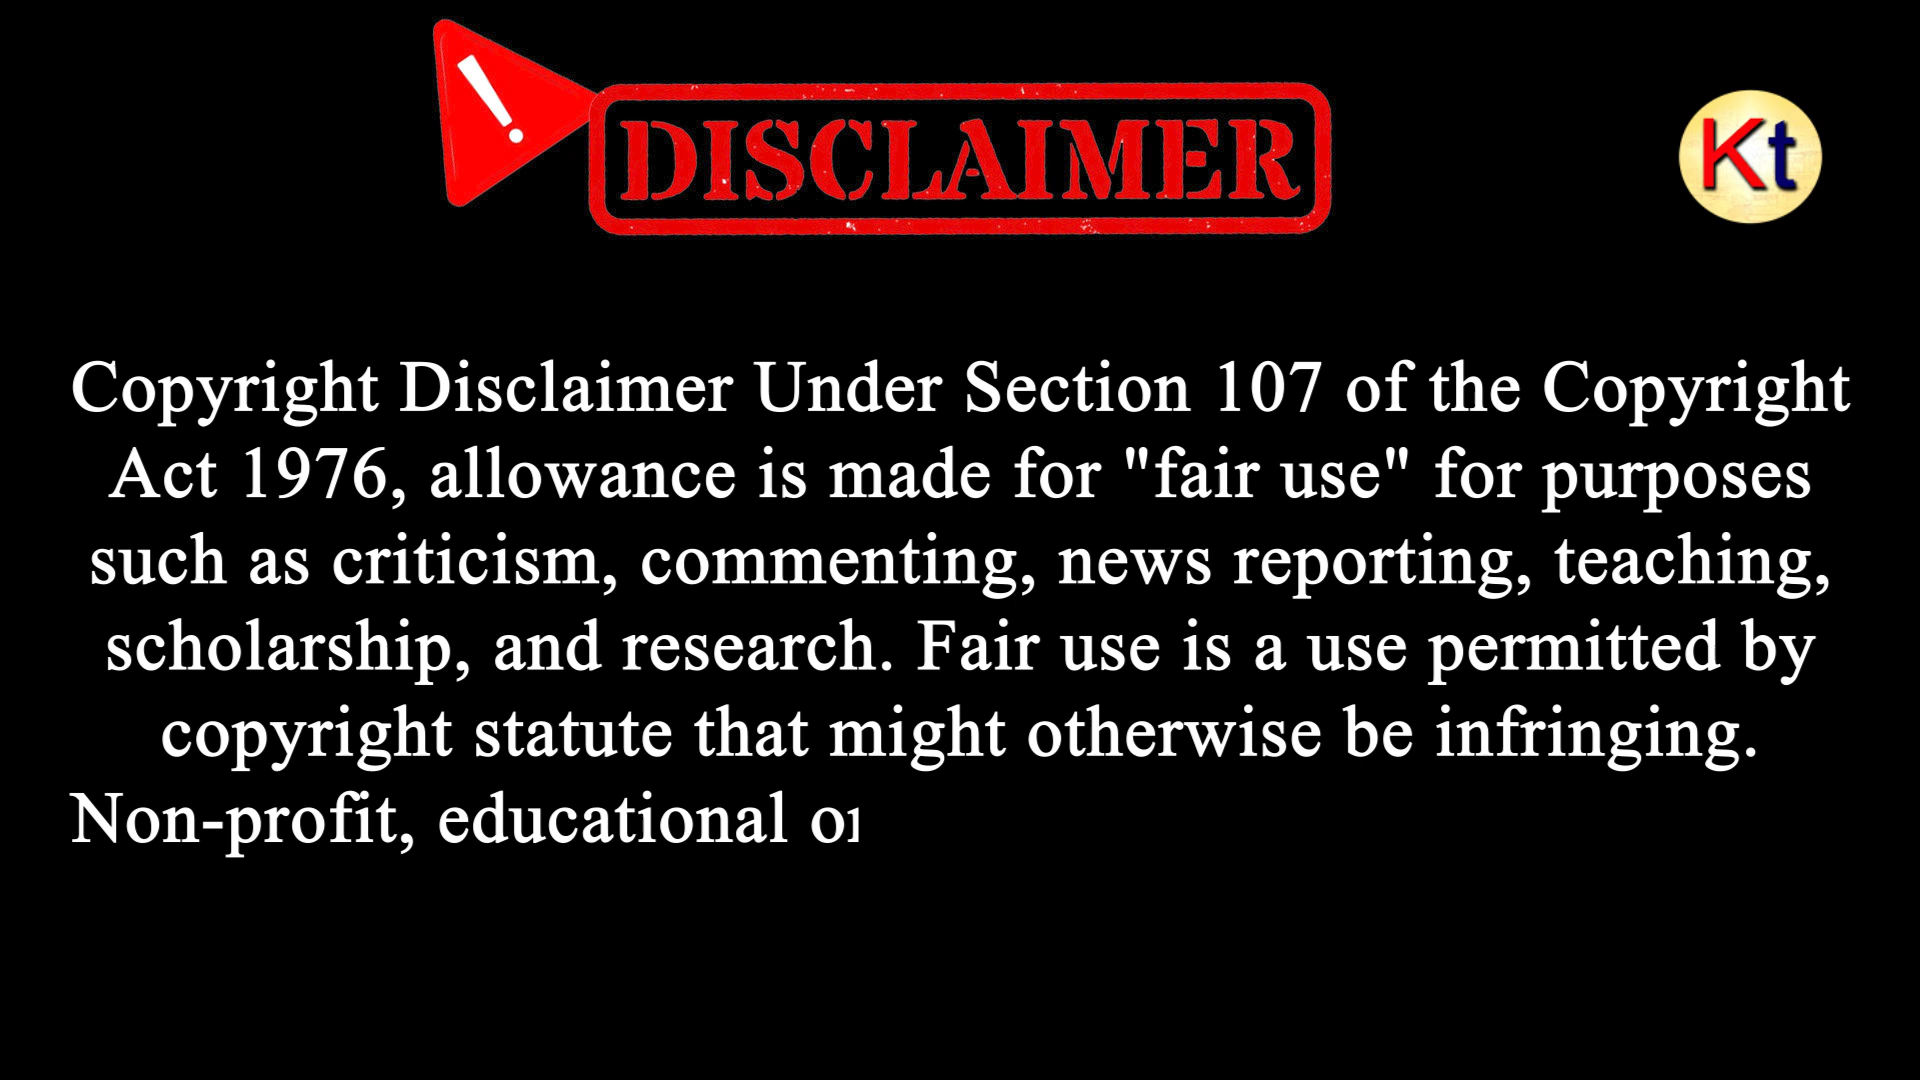 !
DISCLAIMER
Kt
Copyright Disclaimer Under Section 107 of the Copyright
Act 1976, allowance is made for "fair use" for purposes
such as criticism, commenting, news reporting, teaching,
scholarship, and research. Fair use is a use permitted by
copyright statute that might otherwise be infringing.
Non-profit, educational